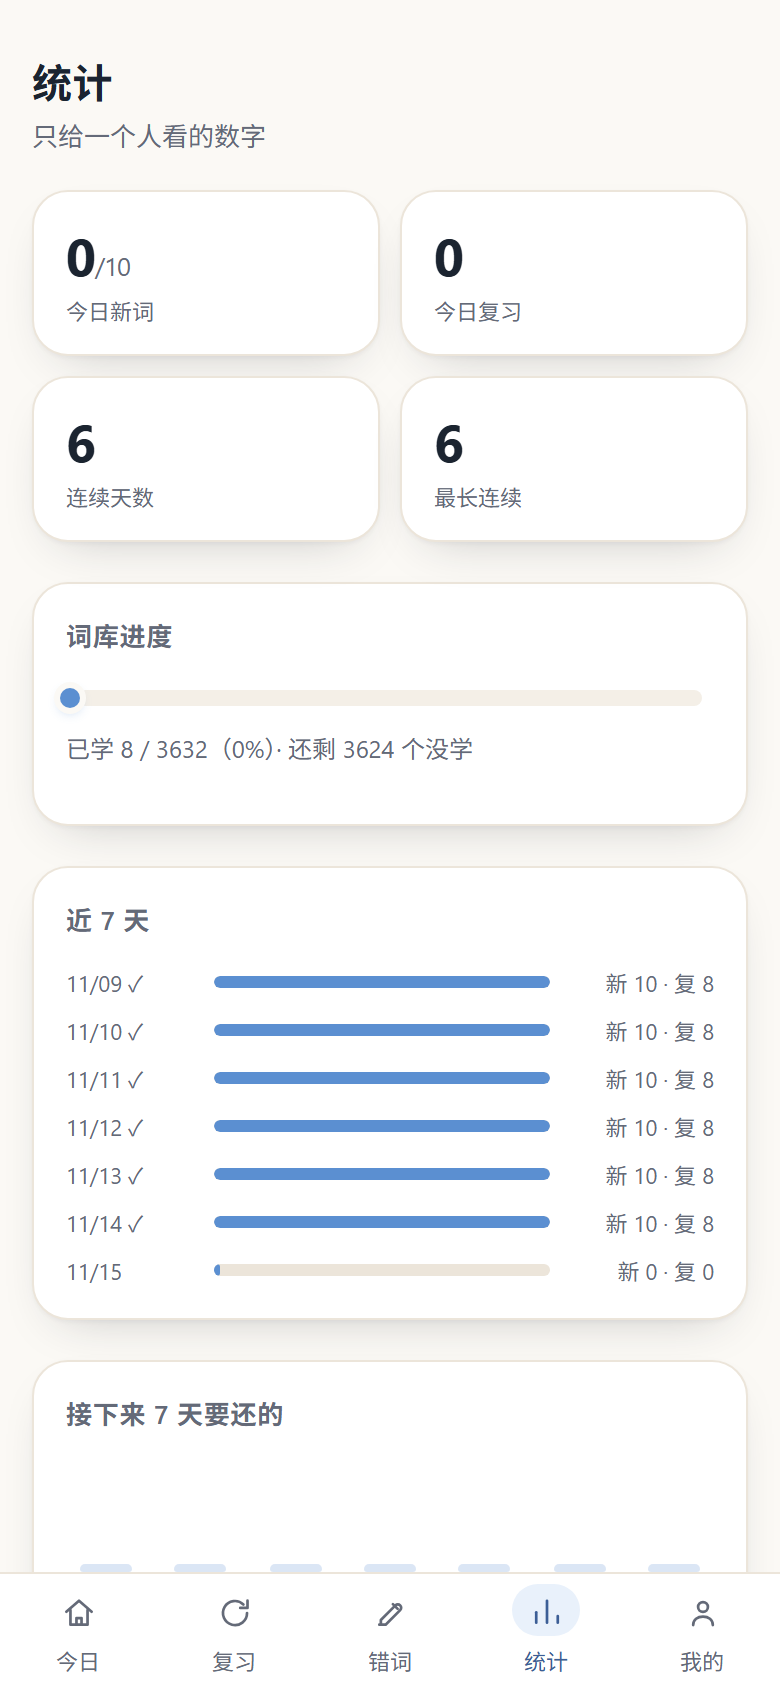 统计
只给一个人看的数字
0/10
今日新词
0
今日复习
6
连续天数
6
最长连续
词库进度
已学 8 / 3632（0%）· 还剩 3624 个没学
近 7 天
11/09 ✓ 新 10 · 复 8
11/10 ✓ 新 10 · 复 8
11/11 ✓ 新 10 · 复 8
11/12 ✓ 新 10 · 复 8
11/13 ✓ 新 10 · 复 8
11/14 ✓ 新 10 · 复 8
11/15 新 0 · 复 0
接下来 7 天要还的
今日 复习 错词 统计 我的